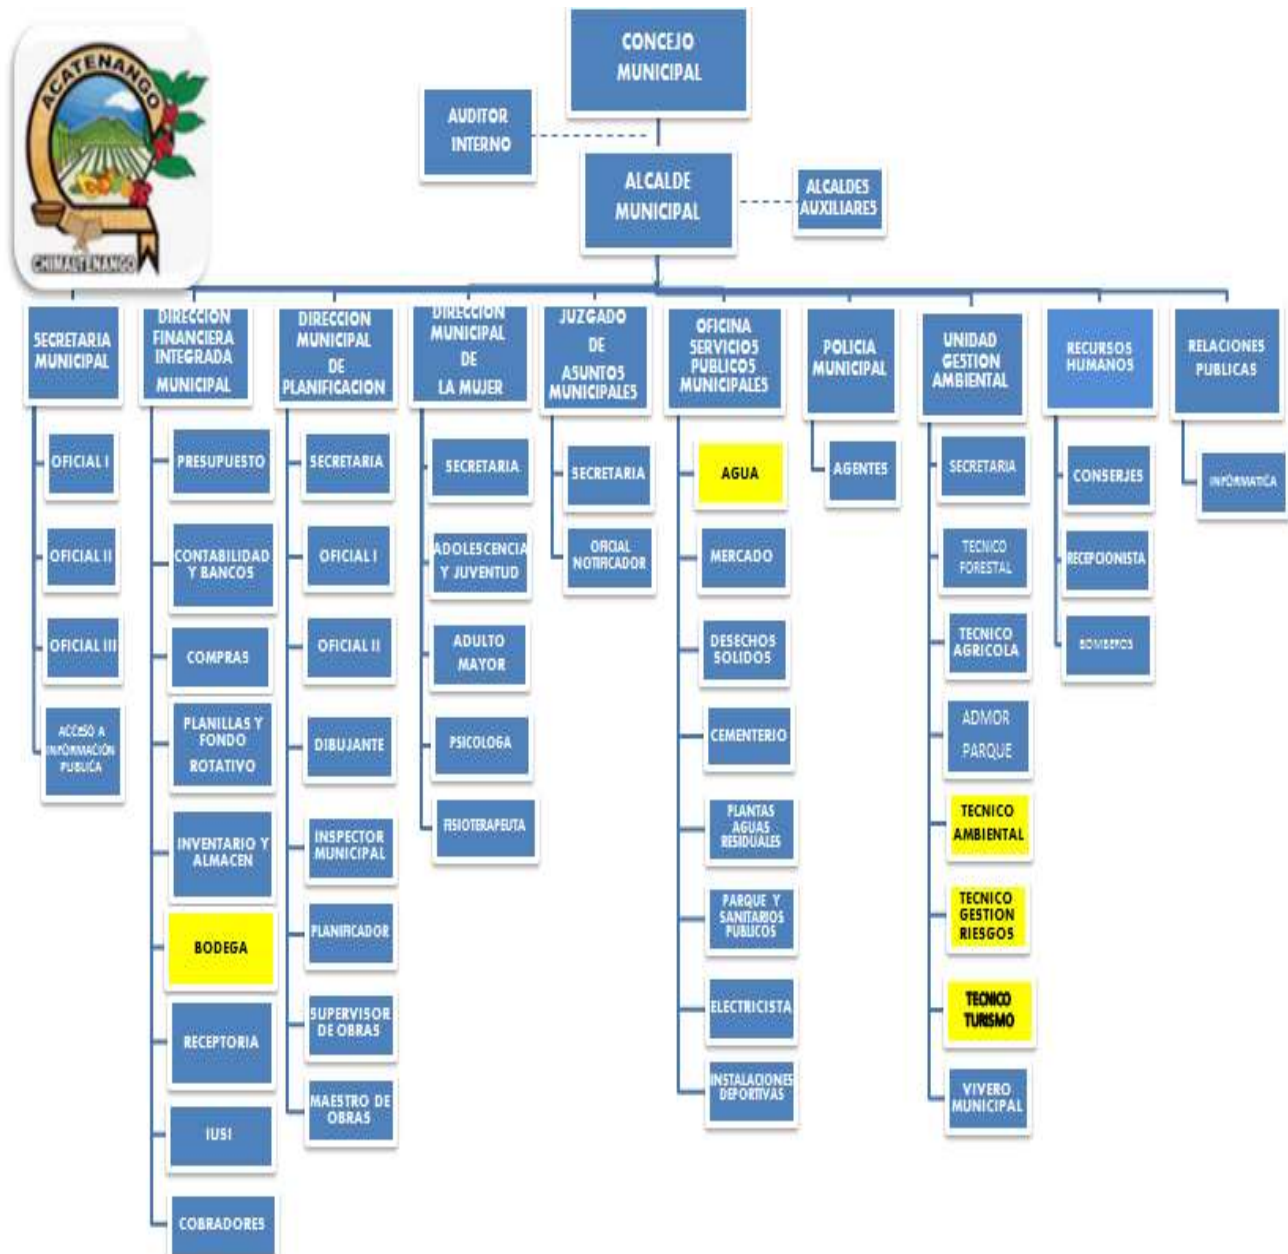 ACATENANGO
CHIMALTENANGO
CONCEJO
MUNICIPAL
AUDITOR
INTERNO
ALCALDE
MUNICIPAL
ALCALDES
AUXILIARES
SECRETARIA
MUNICIPAL
OFICIAL I
OFICIAL II
OFICIAL III
ACCESO A
INFORMACIÓN
PUBLICA
DIRECCION
FINANCIERA
INTEGRADA
MUNICIPAL
PRESUPUESTO
CONTABILIDAD
Y BANCOS
COMPRAS
PLANILLAS Y
FONDO
ROTATIVO
INVENTARIO Y
ALMACEN
BODEGA
RECEPTORIA
IUSI
COBRADORES
DIRECCION
MUNICIPAL
DE
PLANIFICACION
SECRETARIA
OFICIAL I
OFICIAL II
DIBUJANTE
INSPECTOR
MUNICIPAL
PLANIFICADOR
SUPERVISOR
DE OBRAS
MAESTRO DE
OBRAS
DIRECCION
MUNICIPAL
DE
LA MUJER
SECRETARIA
ADOLESCENCIA
Y JUVENTUD
ADULTO
MAYOR
PSICOLOGA
FISIOTERAPEUTA
JUZGADO
DE
ASUNTOS
MUNICIPALES
SECRETARIA
OFICIAL
NOTIFICADOR
OFICINA
SERVICIOS
PUBLICOS
MUNICIPALES
AGUA
MERCADO
DESECHOS
SOLIDOS
CEMENTERIO
PLANTAS
AGUAS
RESIDUALES
PARQUE Y
SANITARIOS
PUBLICOS
ELECTRICISTA
INSTALACIONES
DEPORTIVAS
POLICIA
MUNICIPAL
AGENTES
UNIDAD
GESTION
AMBIENTAL
SECRETARIA
TECNICO
FORESTAL
TECNICO
AGRICOLA
ADMOR
PARQUE
TECNICO
AMBIENTAL
TECNICO
GESTION
RIESGOS
TECNICO
TURISMO
VIVERO
MUNICIPAL
RECURSOS
HUMANOS
CONSERJES
RECEPCIONISTA
BOMBEROS
RELACIONES
PUBLICAS
INFORMATICA